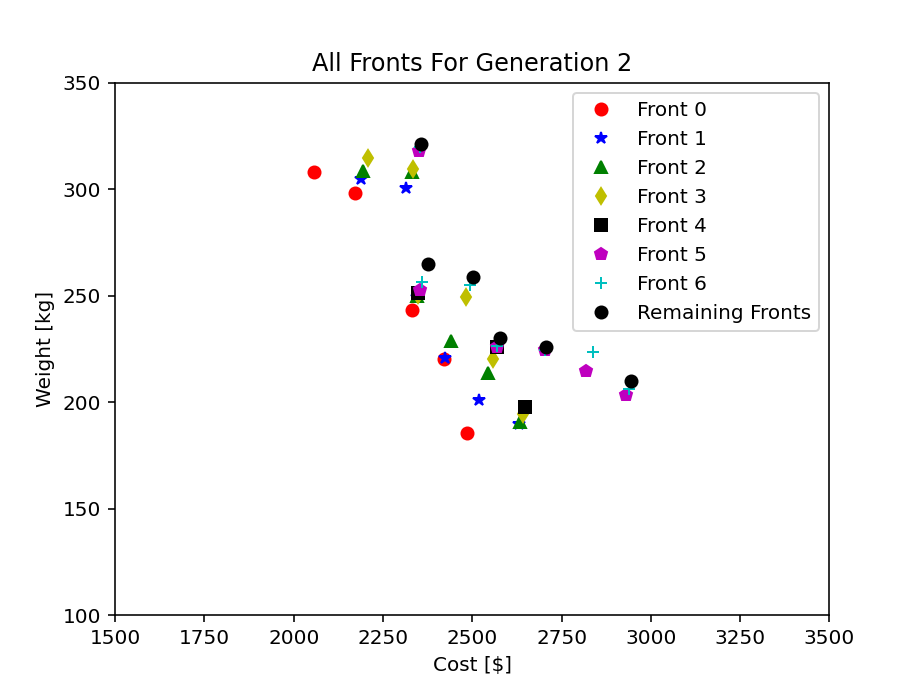 All Fronts For Generation 2
350
300
250
200
150
100
Weight [kg]
1500 1750 2000 2250 2500 2750 3000 3250 3500
Cost [$]
Front 0
Front 1
Front 2
Front 3
Front 4
Front 5
Front 6
Remaining Fronts